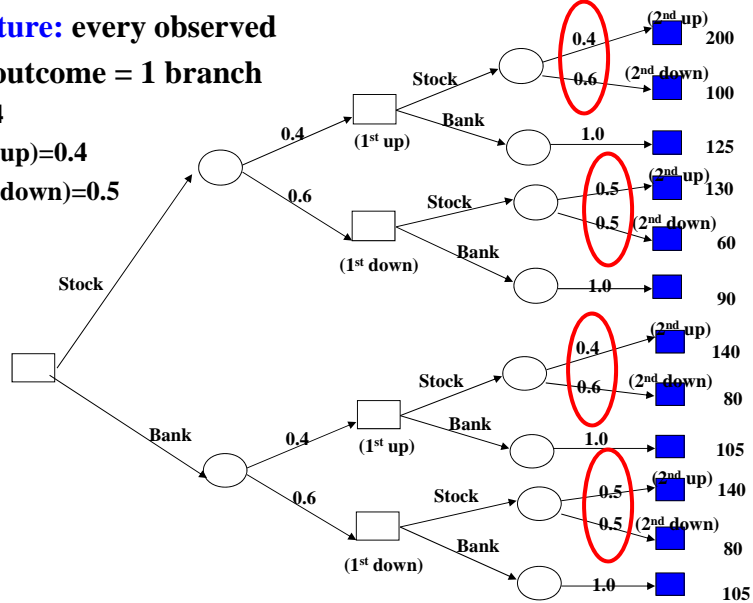 ture: every observed
outcome = 1 branch
4
up)=0.4
down)=0.5
(2nd up)
0.4
200
Stock
0.6
(2nd down)
100
0.4
(1st up)
Bank
1.0
125
0.6
Stock
0.5
(2nd up)
130
0.5
(2nd down)
60
(1st down)
Bank
1.0
90
Stock
(2nd up)
0.4
140
Stock
0.6
(2nd down)
80
Bank
0.4
(1st up)
Bank
1.0
105
0.6
Stock
0.5
(2nd up)
140
0.5
(2nd down)
80
(1st down)
Bank
1.0
105